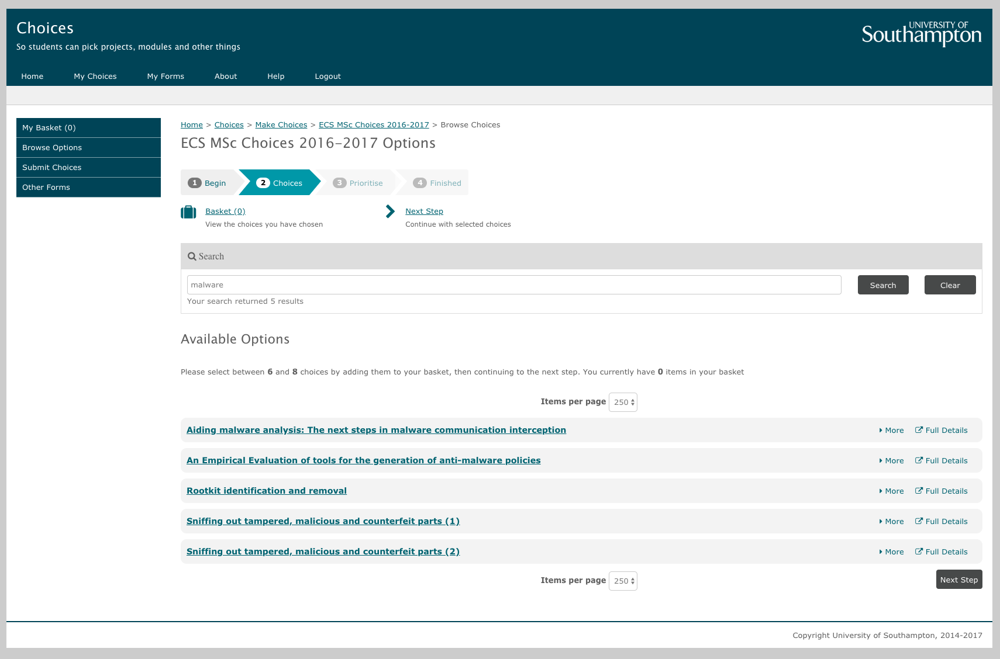 Choices
So students can pick projects, modules and other things
UNIVERSITY OF
Southampton
Home My Choices My Forms About Help Logout
My Basket (0)
Browse Options
Submit Choices
Other Forms
Home > Choices > Make Choices > ECS MSc Choices 2016-2017 > Browse Choices
ECS MSc Choices 2016-2017 Options
1 Begin 2 Choices 3 Prioritise 4 Finished
Basket (0)
View the choices you have chosen
Next Step
Continue with selected choices
Search
malware
Search
Clear
Your search returned 5 results
Available Options
Please select between 6 and 8 choices by adding them to your basket, then continuing to the next step. You currently have 0 items in your basket
Items per page 250
Aiding malware analysis: The next steps in malware communication interception More Full Details
An Empirical Evaluation of tools for the generation of anti-malware policies More Full Details
Rootkit identification and removal More Full Details
Sniffing out tampered, malicious and counterfeit parts (1) More Full Details
Sniffing out tampered, malicious and counterfeit parts (2) More Full Details
Items per page 250
Next Step
Copyright University of Southampton, 2014-2017